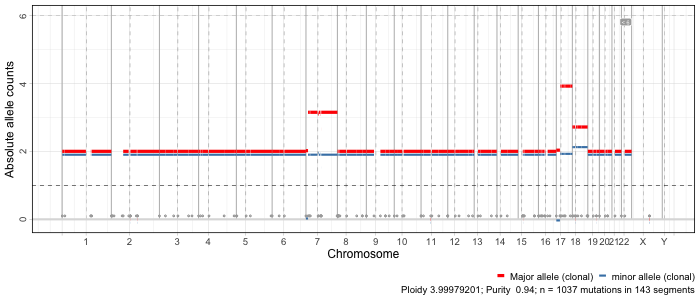 Absolute allele counts
6
4
2
0
1 2 3 4 5 6 7 8 9 10 11 12 13 14 15 16 17 18 19 20 21 22 X Y
Chromosome
Major allele (clonal) minor allele (clonal)
Ploidy 3.99979201; Purity 0.94; n = 1037 mutations in 143 segments